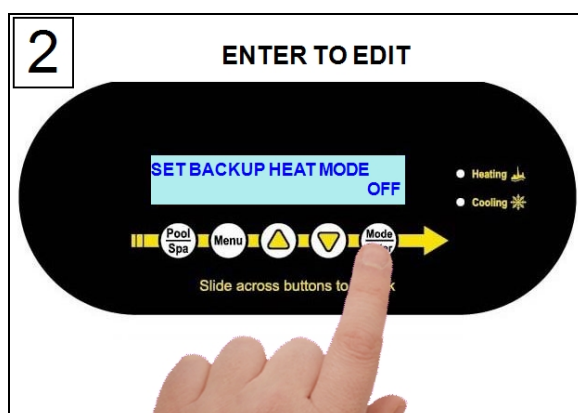 2
ENTER TO EDIT
SET BACKUP HEAT MODE
OFF
Heating
Cooling
Pool
Spa
Menu
Mode
Slide across buttons to